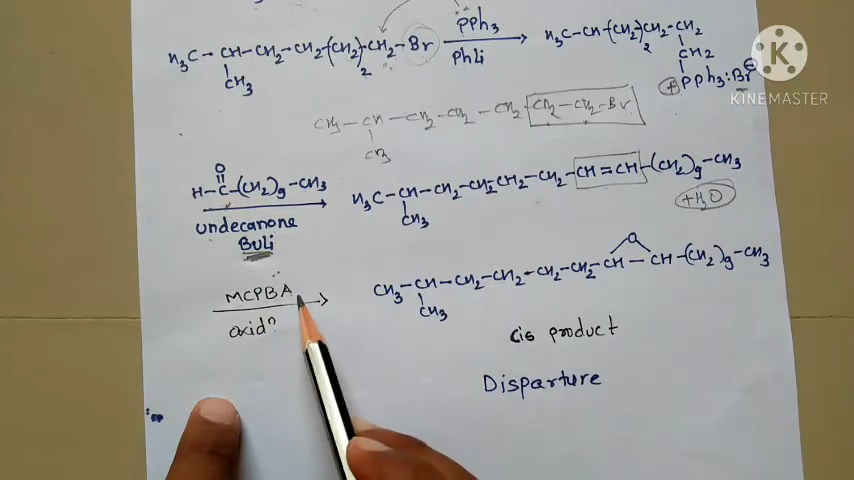 H₃C - CH-CH₂-CH₂-(CH₂)₂-CH₂-Br
CH₃
P̈Ph₃
PhLi
H₃C-CH-(CH₂)₂-CH₂-CH₂
CH₂
⊕PPh₃:Br⊖
K
KINEMASTER
CH₃-CH-CH₂-CH₂-CH₂-CH₂-CH₂-Br
CH₃
O
H-C-(CH₂)₉-CH₃
undecanone
BuLi
H₃C-CH-CH₂-CH₂-CH₂-CH₂-CH=CH-(CH₂)₉-CH₃
CH₃
+H₂O
MCPBA
oxidⁿ
O
CH₃-CH-CH₂-CH₂-CH₂-CH₂-CH-CH-(CH₂)₉-CH₃
CH₃
cis product
Disparture